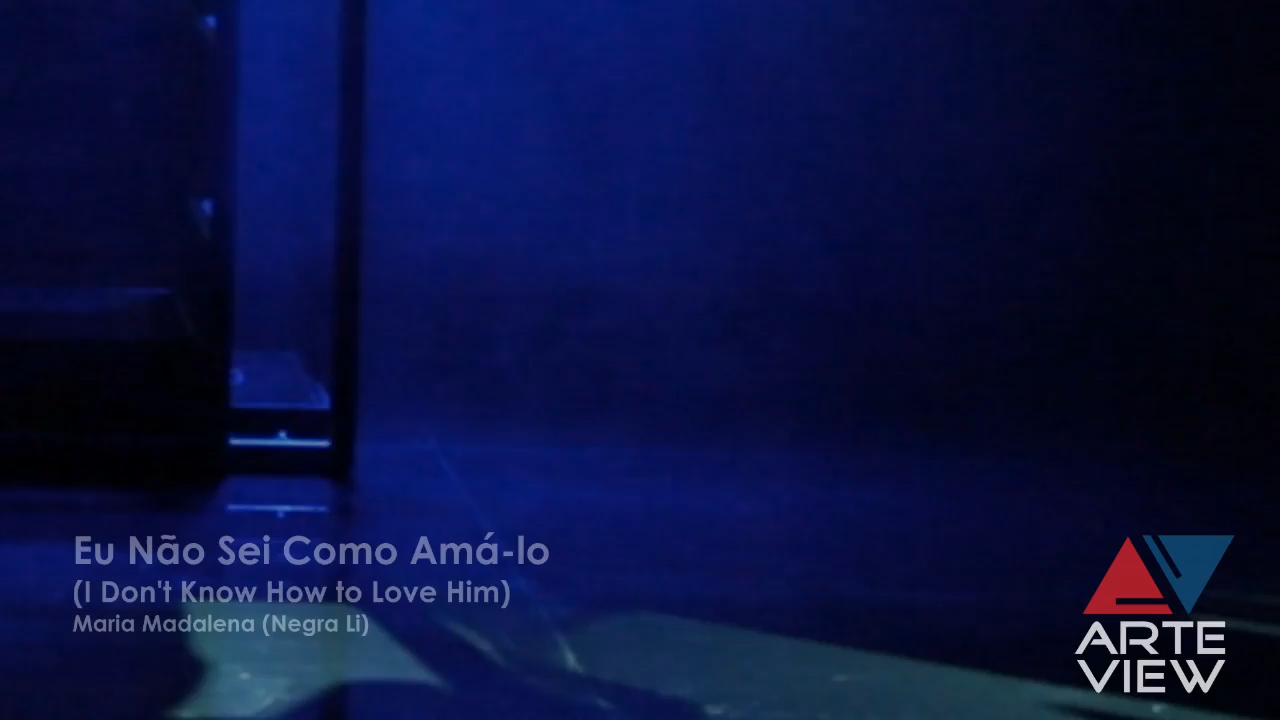 Eu Não Sei Como Amá-lo
(I Don't Know How to Love Him)
Maria Madalena (Negra Li)
ARTE
VIEW